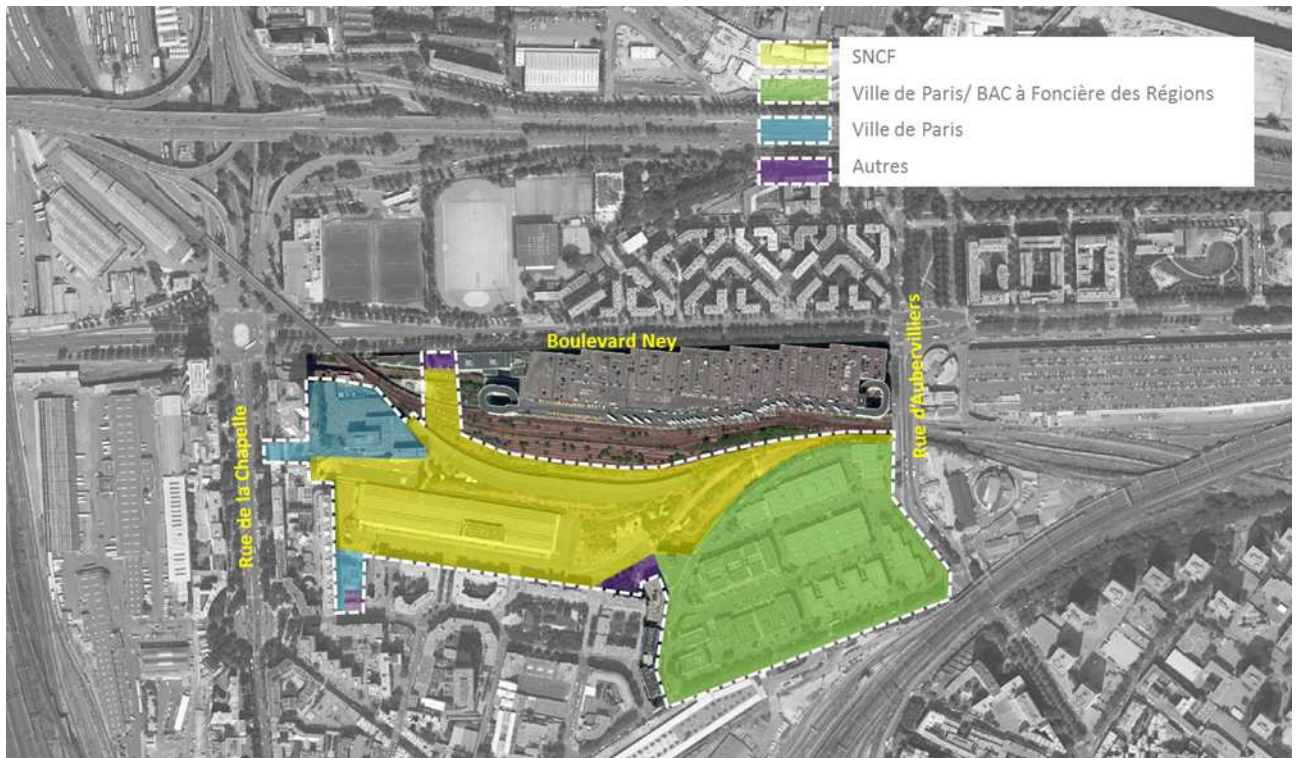 SNCF
Ville de Paris/ BAC à Foncière des Régions
Ville de Paris
Autres
Boulevard Ney
Rue d'Aubervilliers
Rue de la Chapelle